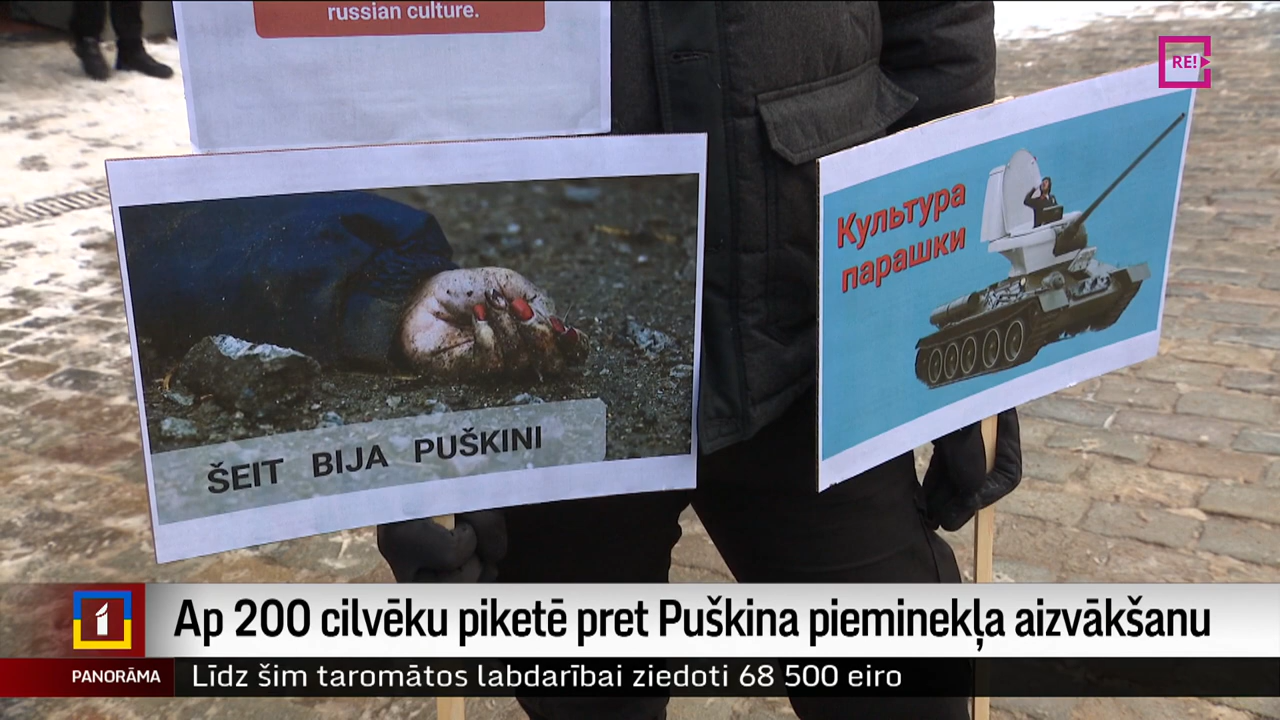 russian culture.
RE!
Культура
парашки
ŠEIT BIJA PUŠKINI
1
Ap 200 cilvēku piketē pret Puškina pieminekļa aizvākšanu
PANORĀMA
Līdz šim taromātos labdarībai ziedoti 68 500 eiro